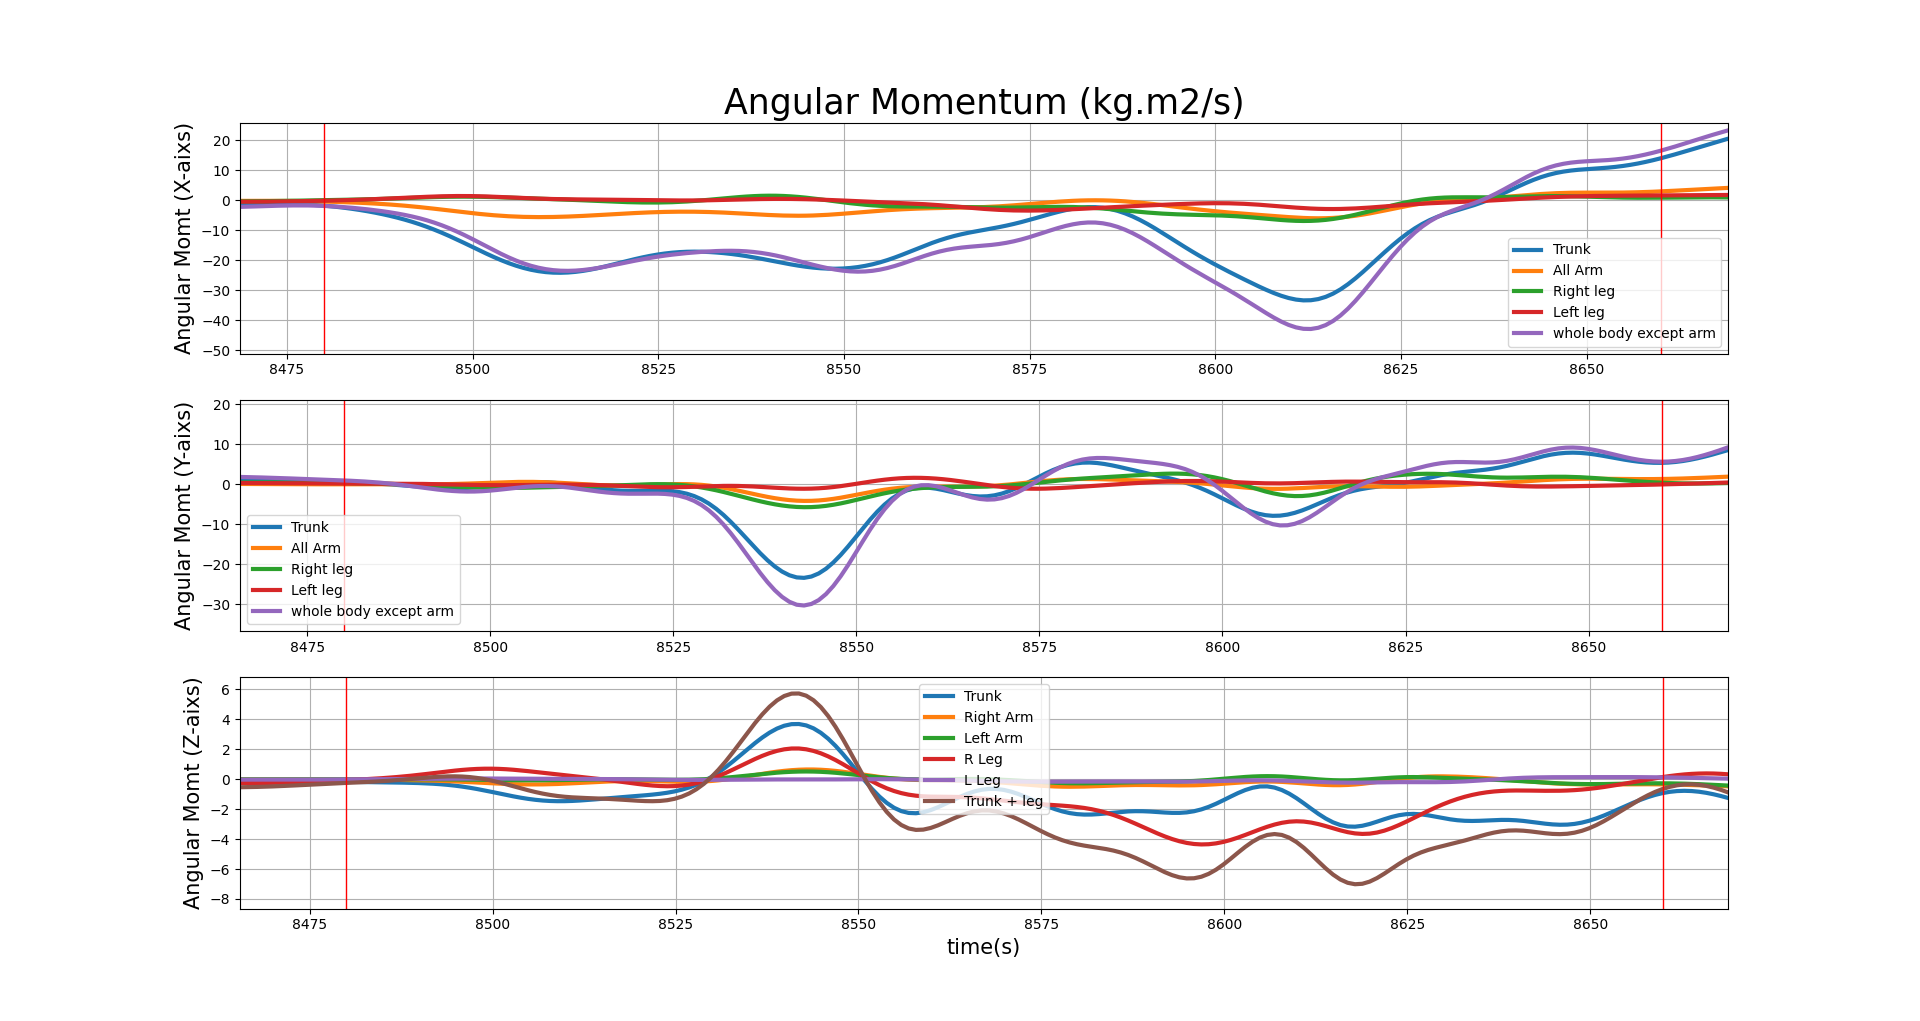 Angular Momentum (kg.m2/s)
Angular Momt (X-aixs)
20
10
0
−10
−20
−30
−40
−50
Trunk
All Arm
Right leg
Left leg
whole body except arm
8475 8500 8525 8550 8575 8600 8625 8650
Angular Momt (Y-aixs)
20
10
0
−10
−20
−30
Trunk
All Arm
Right leg
Left leg
whole body except arm
8475 8500 8525 8550 8575 8600 8625 8650
Angular Momt (Z-aixs)
6
4
2
0
−2
−4
−6
−8
Trunk
Right Arm
Left Arm
R Leg
L Leg
Trunk + leg
8475 8500 8525 8550 8575 8600 8625 8650
time(s)